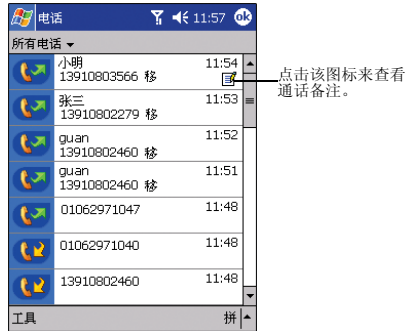 电话 11:57 ok
所有电话
小明 11:54
13910803566 移
点击该图标来查看
通话备注。
张三 11:53
13910802279 移
guan 11:52
13910802460 移
guan 11:51
13910802460 移
01062971047 11:48
01062971040 11:48
13910802460 11:48
工具 拼